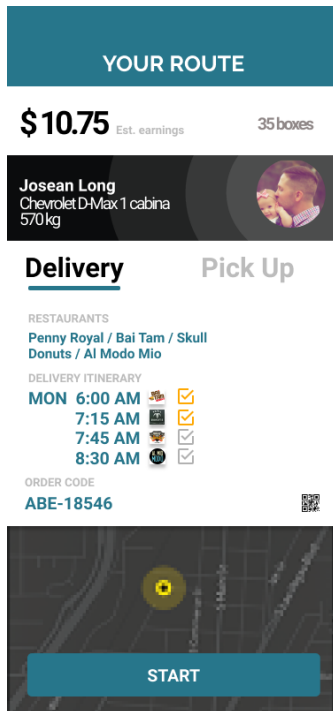 YOUR ROUTE
$10.75 Est. earnings 35 boxes
Josean Long
Chevrolet D-Max 1 cabina
570 kg
Delivery Pick Up
RESTAURANTS
Penny Royal / Bai Tam / Skull
Donuts / Al Modo Mio
DELIVERY ITINERARY
MON 6:00 AM
7:15 AM
7:45 AM
8:30 AM
ORDER CODE
ABE-18546
START